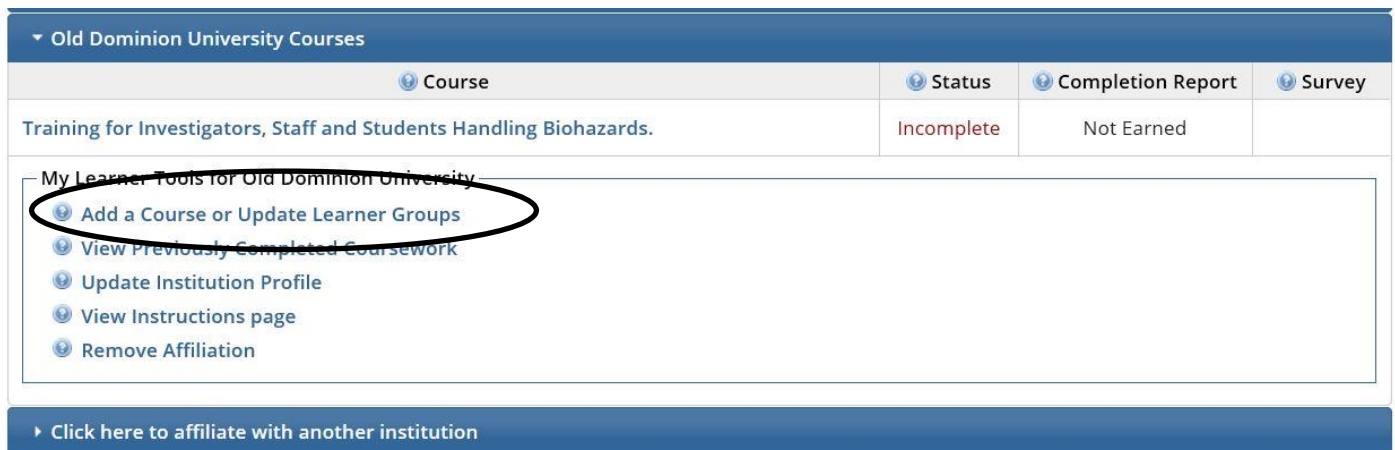 Old Dominion University Courses
Course Status Completion Report Survey
Training for Investigators, Staff and Students Handling Biohazards. Incomplete Not Earned
My Learner Tools for Old Dominion University
Add a Course or Update Learner Groups
View Previously Completed Coursework
Update Institution Profile
View Instructions page
Remove Affiliation
Click here to affiliate with another institution